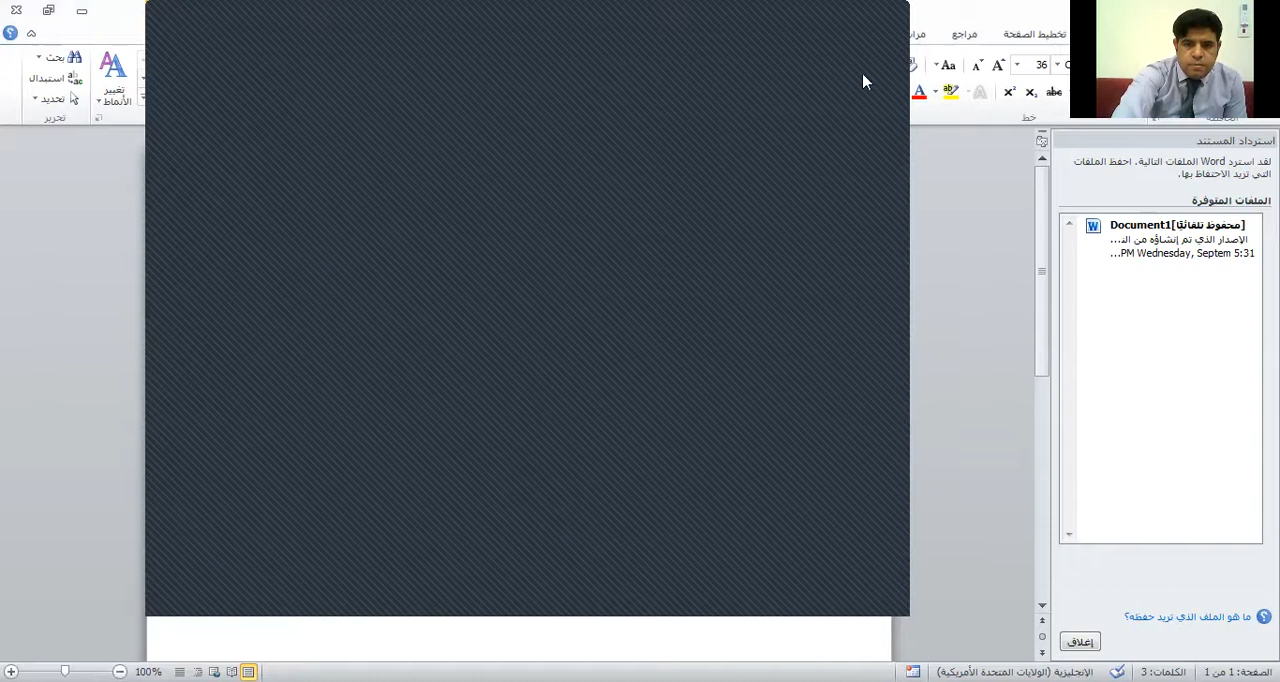 تخطيط الصفحة
مراجع
بحث
استبدال
تحديد
تحرير
تغيير
الأنماط
Aa
36
خط
الحافظة
استرداد المستند
لقد استرد Word الملفات التالية. احفظ الملفات
التي تريد الاحتفاظ بها.
الملفات المتوفرة
Document1[محفوظ تلقائيًا]
الإصدار الذي تم إنشاؤه من الن...
...PM Wednesday, Septem 5:31
ما هو الملف الذي تريد حفظه؟
إغلاق
الصفحة: 1 من 1
الكلمات: 3
الإنجليزية (الولايات المتحدة الأمريكية)
100%